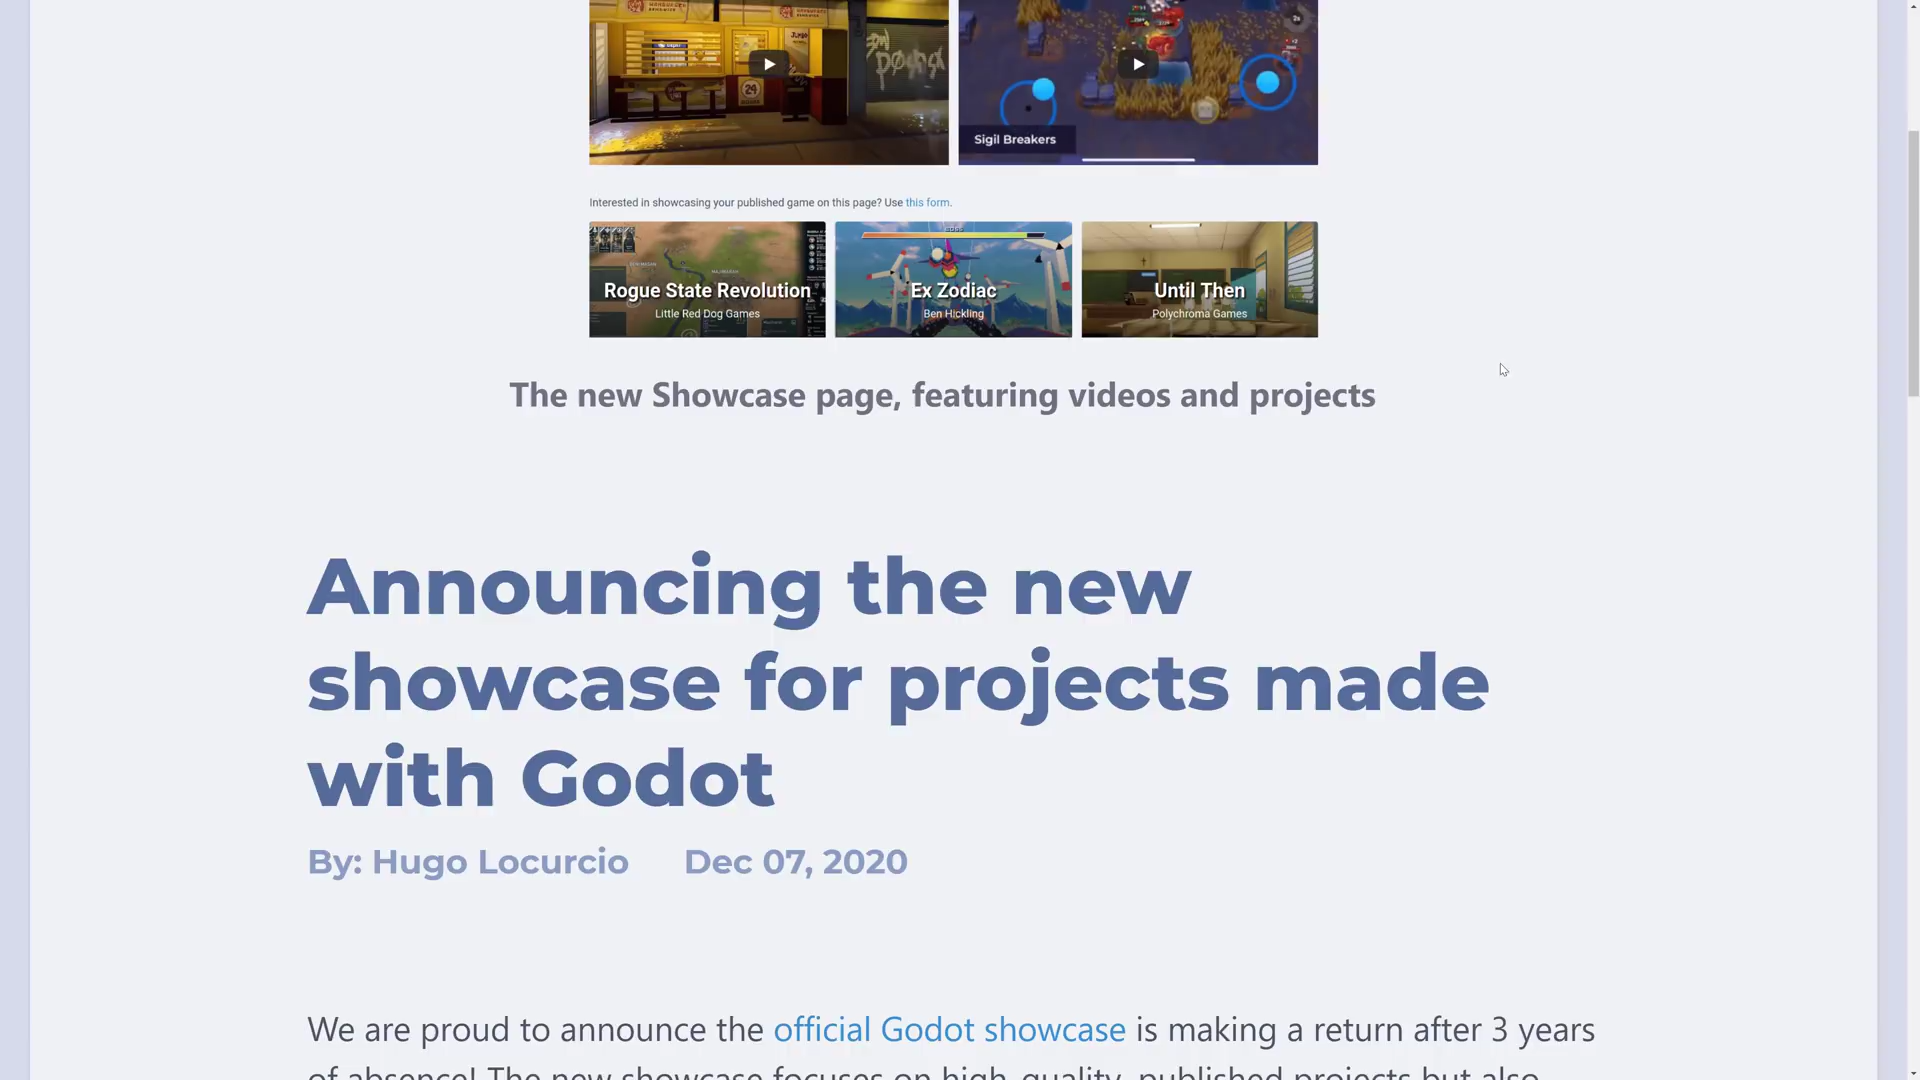 HAMBURGER
24
Sigil Breakers
Interested in showcasing your published game on this page? Use this form.
Rogue State Revolution
Little Red Dog Games
Ex Zodiac
Ben Hickling
Until Then
Polychroma Games
The new Showcase page, featuring videos and projects
Announcing the new
showcase for projects made
with Godot
By: Hugo Locurcio Dec 07, 2020
We are proud to announce the official Godot showcase is making a return after 3 years
of absence! The new showcase focuses on high-quality, published projects but also